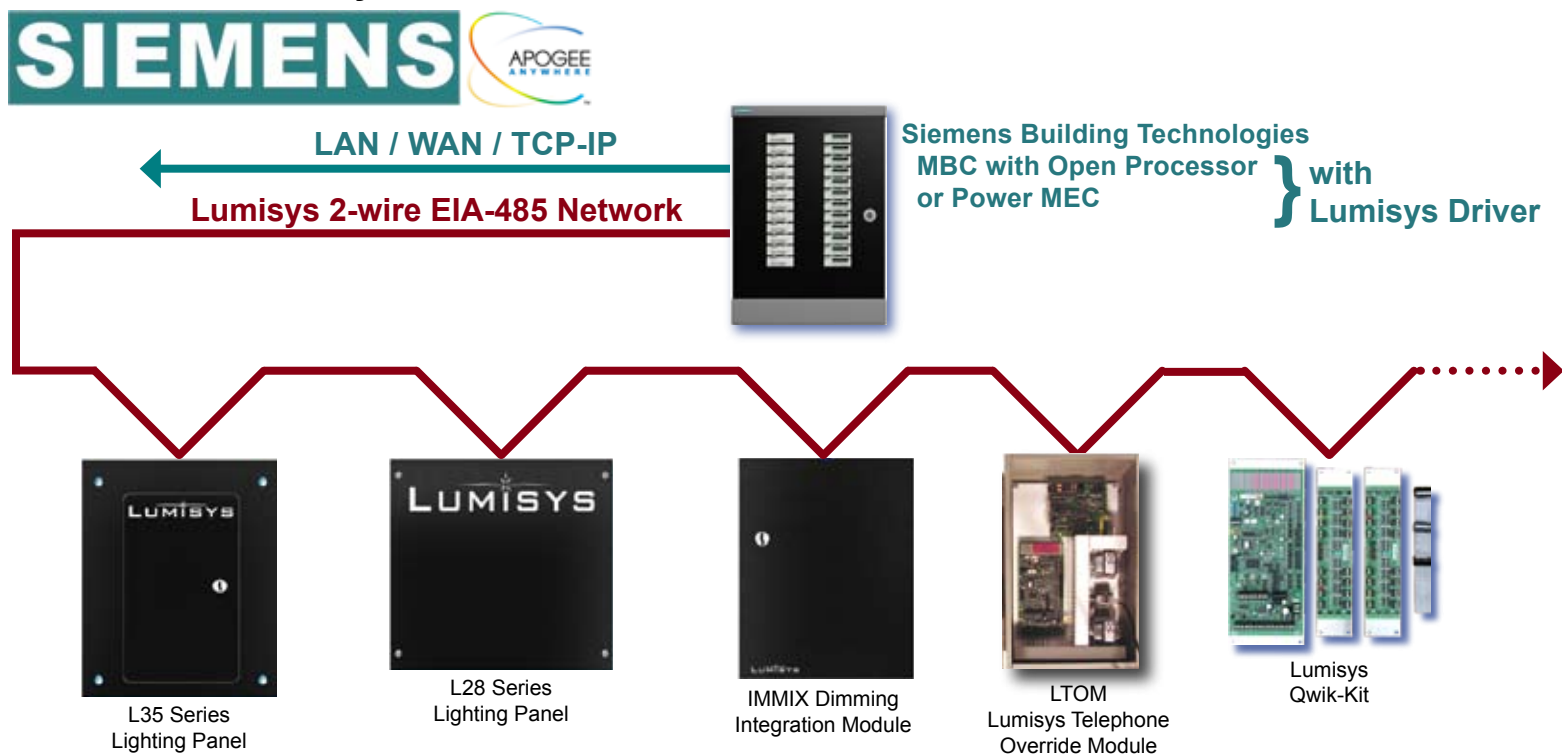 SIEMENS
APOGEE
ANYWHERE
LAN / WAN / TCP-IP
Lumisys 2-wire EIA-485 Network
Siemens Building Technologies
MBC with Open Processor
or Power MEC
} with
Lumisys Driver
LUMISYS
L35 Series
Lighting Panel
LUMISYS
L28 Series
Lighting Panel
LUMISYS
IMMIX Dimming
Integration Module
LTOM
Lumisys Telephone
Override Module
Lumisys
Qwik-Kit